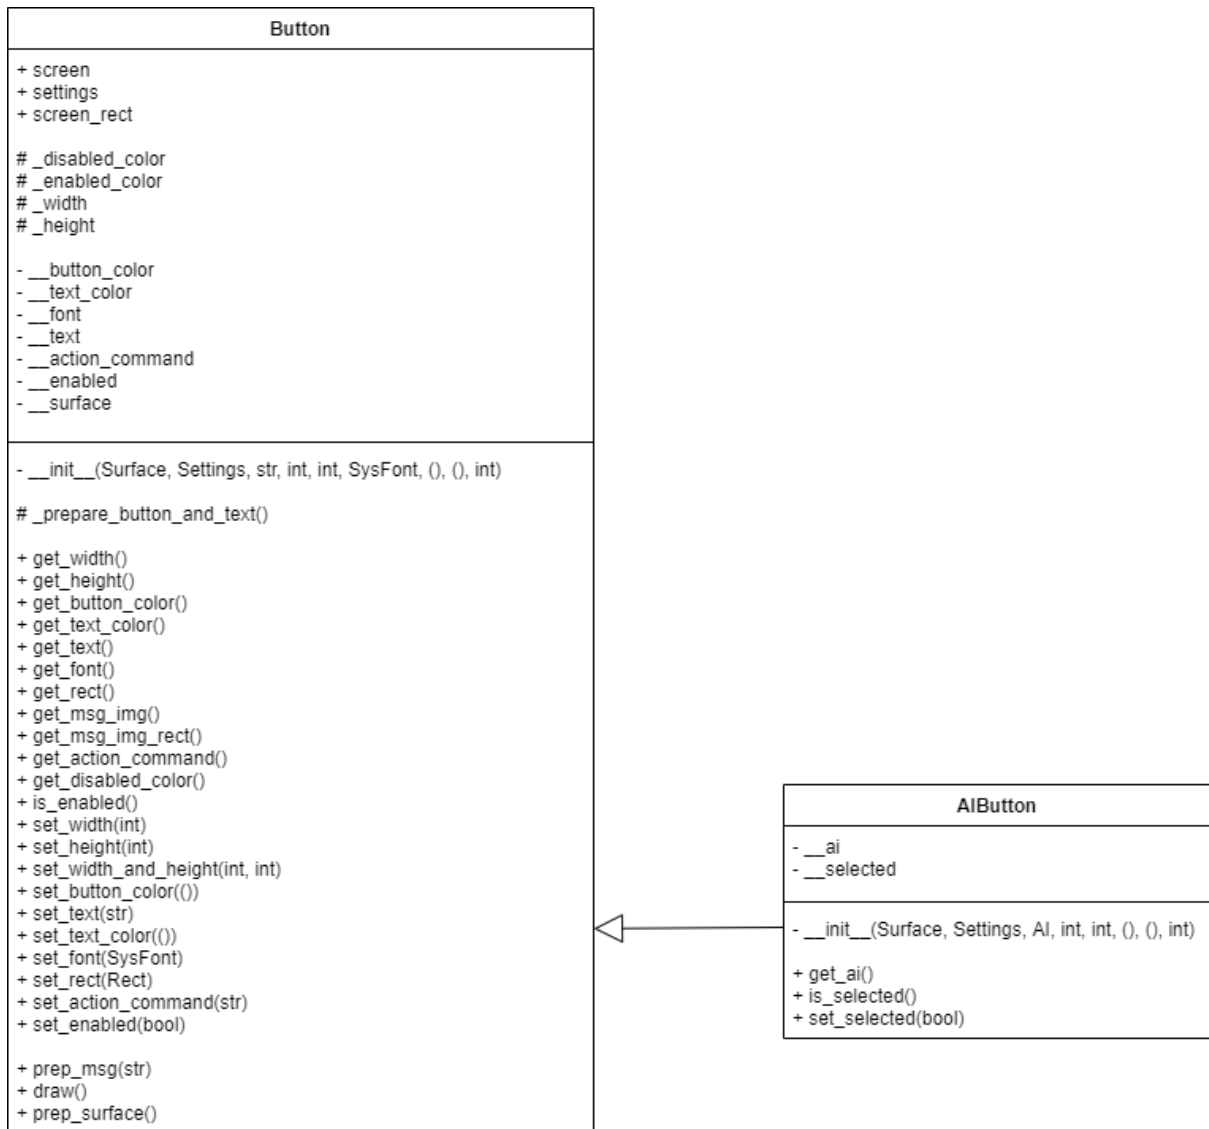 Button
+ screen
+ settings
+ screen_rect
# _disabled_color
# _enabled_color
# _width
# _height
- __button_color
- __text_color
- __font
- __text
- __action_command
- __enabled
- __surface
- __init__(Surface, Settings, str, int, int, SysFont, (), (), int)
# _prepare_button_and_text()
+ get_width()
+ get_height()
+ get_button_color()
+ get_text_color()
+ get_text()
+ get_font()
+ get_rect()
+ get_msg_img()
+ get_msg_img_rect()
+ get_action_command()
+ get_disabled_color()
+ is_enabled()
+ set_width(int)
+ set_height(int)
+ set_width_and_height(int, int)
+ set_button_color(())
+ set_text(str)
+ set_text_color(())
+ set_font(SysFont)
+ set_rect(Rect)
+ set_action_command(str)
+ set_enabled(bool)
+ prep_msg(str)
+ draw()
+ prep_surface()
AIButton
- __ai
- __selected
- __init__(Surface, Settings, AI, int, int, (), (), int)
+ get_ai()
+ is_selected()
+ set_selected(bool)